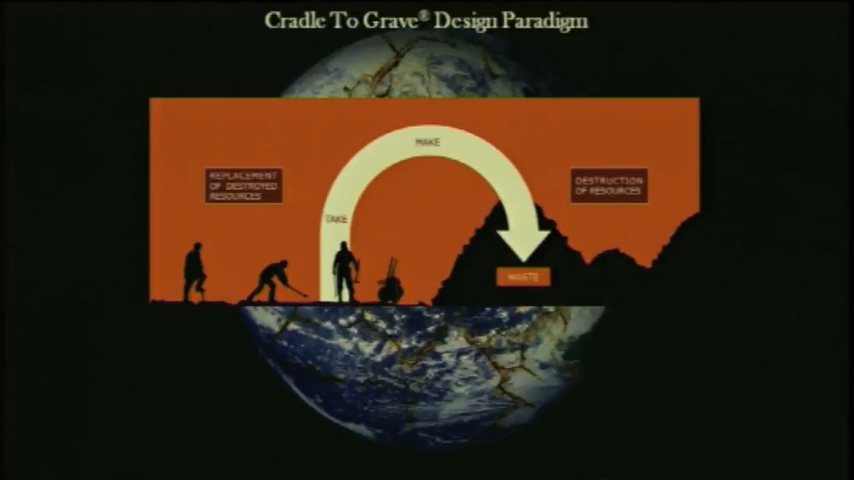 Cradle To Grave® Design Paradigm
MAKE
REPLACEMENT
OF DESTROYED
RESOURCES
DESTRUCTION
OF RESOURCES
TAKE
WASTE